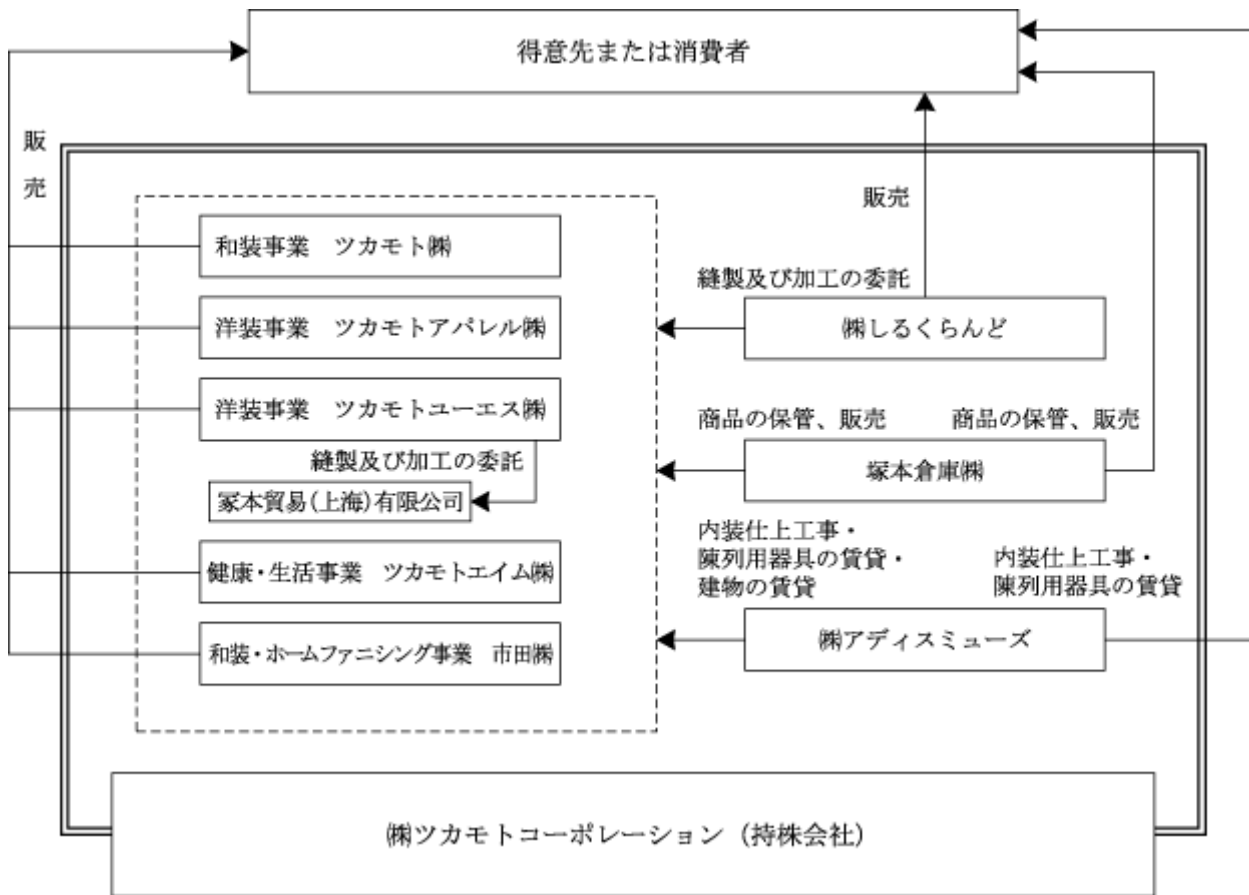 得意先または消費者
販
売
販売
和装事業　ツカモト㈱
縫製及び加工の委託
洋装事業　ツカモトアパレル㈱
㈱しるくらんど
洋装事業　ツカモトユーエス㈱
商品の保管、販売
商品の保管、販売
縫製及び加工の委託
塚本倉庫㈱
冢本貿易(上海)有限公司
内装仕上工事・
陳列用器具の賃貸・
建物の賃貸
内装仕上工事・
陳列用器具の賃貸
健康・生活事業　ツカモトエイム㈱
㈱アディスミューズ
和装・ホームファニシング事業　市田㈱
㈱ツカモトコーポレーション（持株会社）